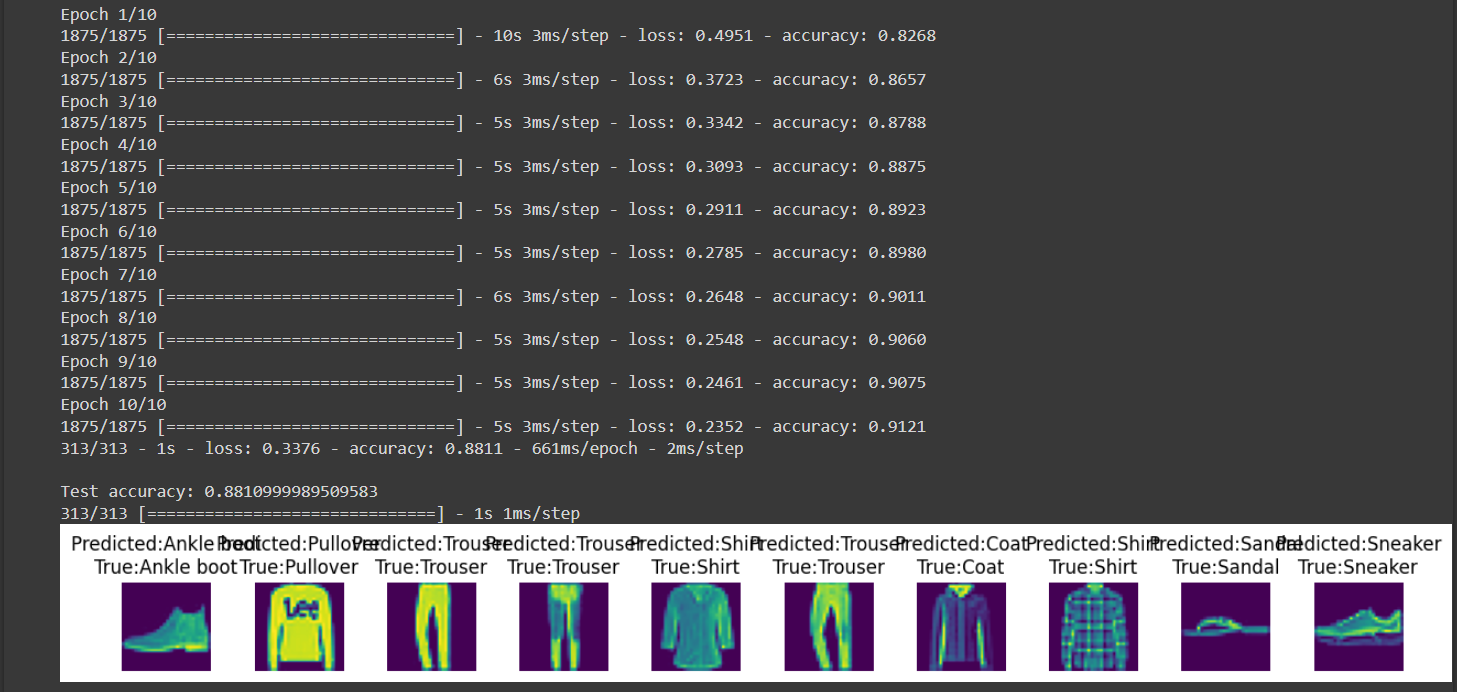 Epoch 1/10
1875/1875 [==============================] - 10s 3ms/step - loss: 0.4951 - accuracy: 0.8268
Epoch 2/10
1875/1875 [==============================] - 6s 3ms/step - loss: 0.3723 - accuracy: 0.8657
Epoch 3/10
1875/1875 [==============================] - 5s 3ms/step - loss: 0.3342 - accuracy: 0.8788
Epoch 4/10
1875/1875 [==============================] - 5s 3ms/step - loss: 0.3093 - accuracy: 0.8875
Epoch 5/10
1875/1875 [==============================] - 5s 3ms/step - loss: 0.2911 - accuracy: 0.8923
Epoch 6/10
1875/1875 [==============================] - 5s 3ms/step - loss: 0.2785 - accuracy: 0.8980
Epoch 7/10
1875/1875 [==============================] - 6s 3ms/step - loss: 0.2648 - accuracy: 0.9011
Epoch 8/10
1875/1875 [==============================] - 5s 3ms/step - loss: 0.2548 - accuracy: 0.9060
Epoch 9/10
1875/1875 [==============================] - 5s 3ms/step - loss: 0.2461 - accuracy: 0.9075
Epoch 10/10
1875/1875 [==============================] - 5s 3ms/step - loss: 0.2352 - accuracy: 0.9121
313/313 - 1s - loss: 0.3376 - accuracy: 0.8811 - 661ms/epoch - 2ms/step
Test accuracy: 0.8810999989509583
313/313 [==============================] - 1s 1ms/step
Predicted:Ankle boot Predicted:Pullover Predicted:Trouser Predicted:Trouser Predicted:Shirt Predicted:Trouser Predicted:Coat Predicted:Shirt Predicted:Sandal Predicted:Sneaker
True:Ankle boot True:Pullover True:Trouser True:Trouser True:Shirt True:Trouser True:Coat True:Shirt True:Sandal True:Sneaker
Lee